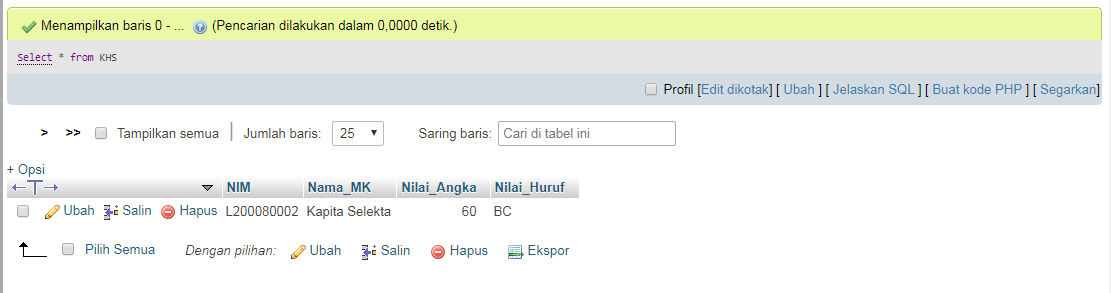 Menampilkan baris 0 - ... (Pencarian dilakukan dalam 0,0000 detik.)
Select * from KHS
Profil [Edit dikotak] [ Ubah ] [ Jelaskan SQL ] [ Buat kode PHP ] [ Segarkan]
> >> Tampilkan semua | Jumlah baris: 25 Saring baris: Cari di tabel ini
+ Opsi
←T→ NIM Nama_MK Nilai_Angka Nilai_Huruf
Ubah Salin Hapus L200080002 Kapita Selekta 60 BC
Pilih Semua Dengan pilihan: Ubah Salin Hapus Ekspor